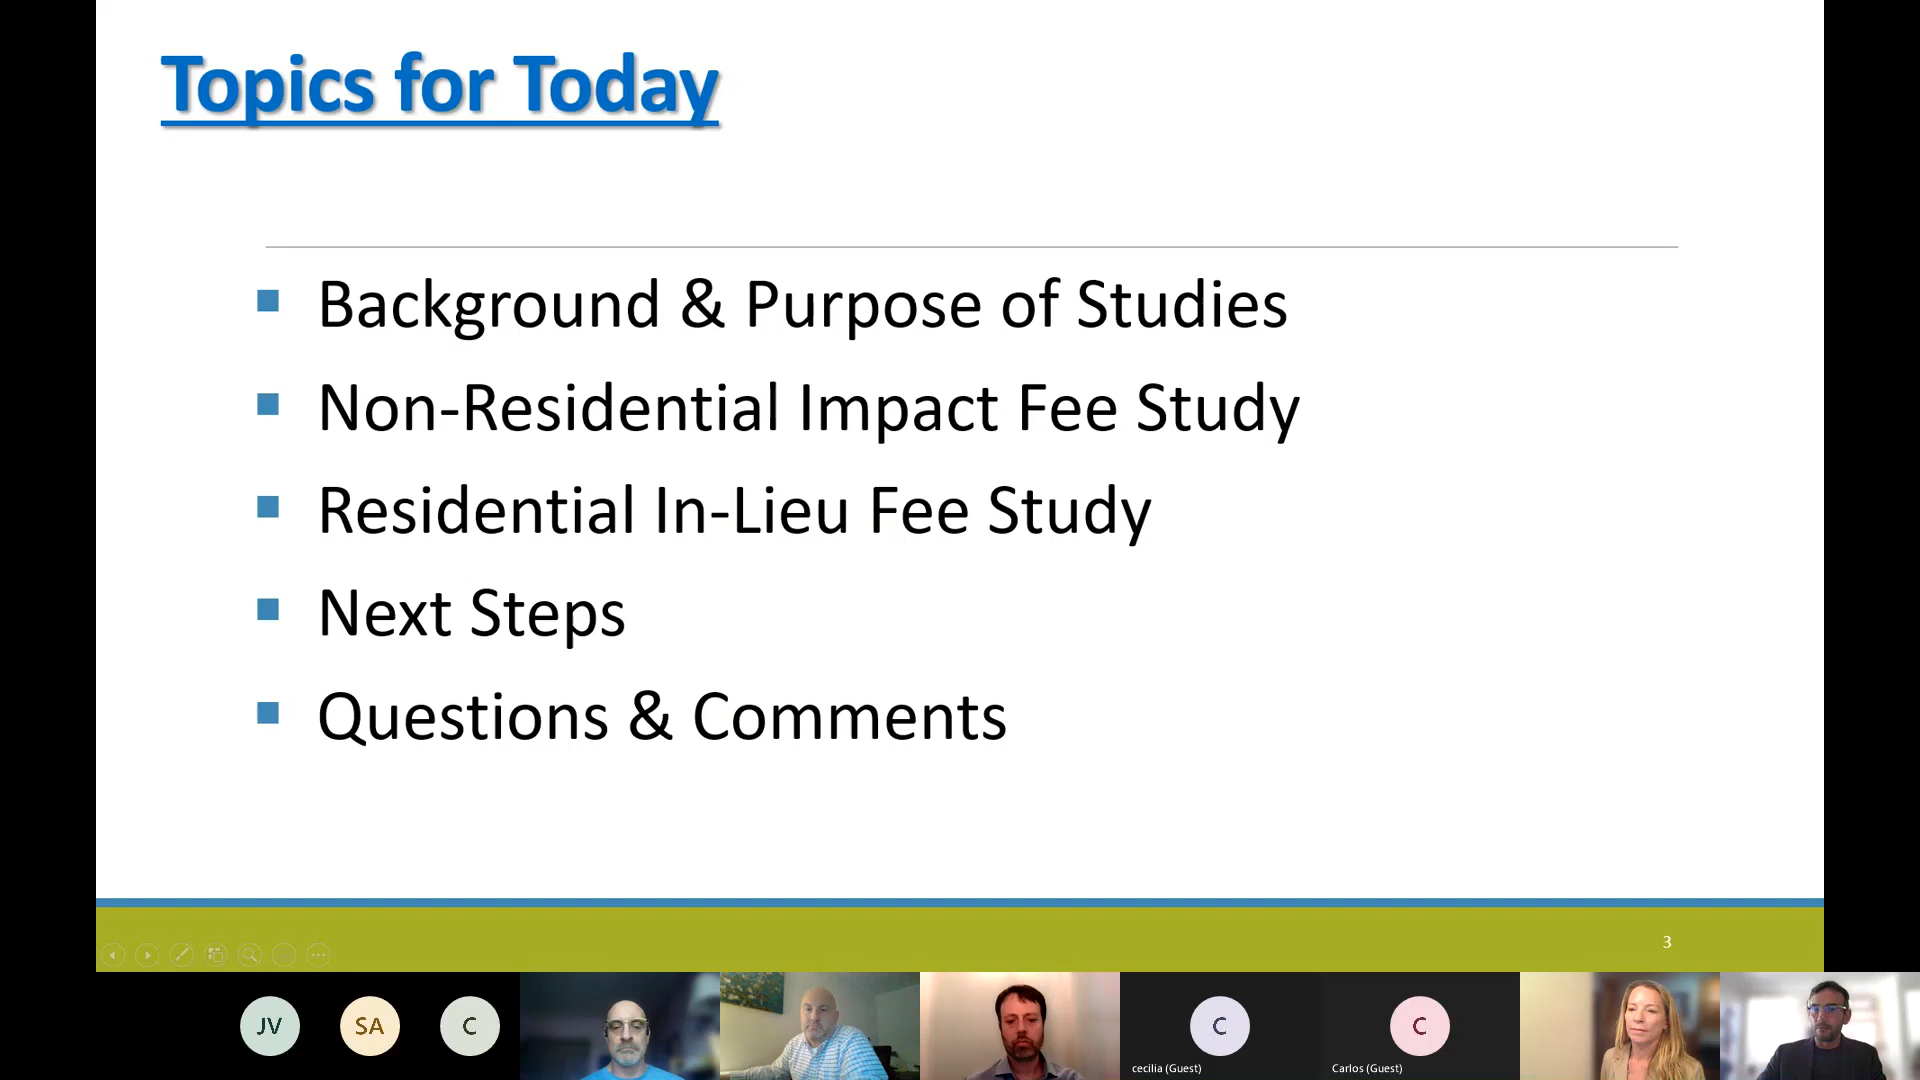 Topics for Today
Background & Purpose of Studies
Non-Residential Impact Fee Study
Residential In-Lieu Fee Study
Next Steps
Questions & Comments
3
JV
SA
C
C
cecilia (Guest)
C
Carlos (Guest)